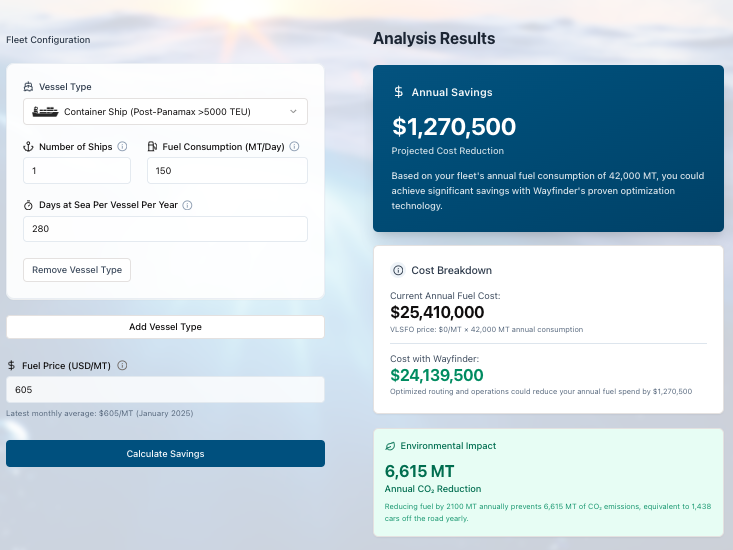 Fleet Configuration
Vessel Type
Container Ship (Post-Panamax >5000 TEU)
Number of Ships
Fuel Consumption (MT/Day)
1
150
Days at Sea Per Vessel Per Year
280
Remove Vessel Type
Add Vessel Type
Fuel Price (USD/MT)
605
Latest monthly average: $605/MT (January 2025)
Calculate Savings
Analysis Results
Annual Savings
$1,270,500
Projected Cost Reduction
Based on your fleet's annual fuel consumption of 42,000 MT, you could
achieve significant savings with Wayfinder's proven optimization
technology.
Cost Breakdown
Current Annual Fuel Cost:
$25,410,000
VLSFO price: $0/MT × 42,000 MT annual consumption
Cost with Wayfinder:
$24,139,500
Optimized routing and operations could reduce your annual fuel spend by $1,270,500
Environmental Impact
6,615 MT
Annual CO₂ Reduction
Reducing fuel by 2100 MT annually prevents 6,615 MT of CO₂ emissions, equivalent to 1,438
cars off the road yearly.